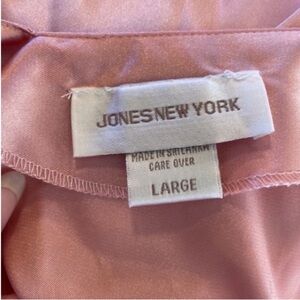 JONES NEW YORK
MADE IN SRI LANKA
CARE OVER
LARGE